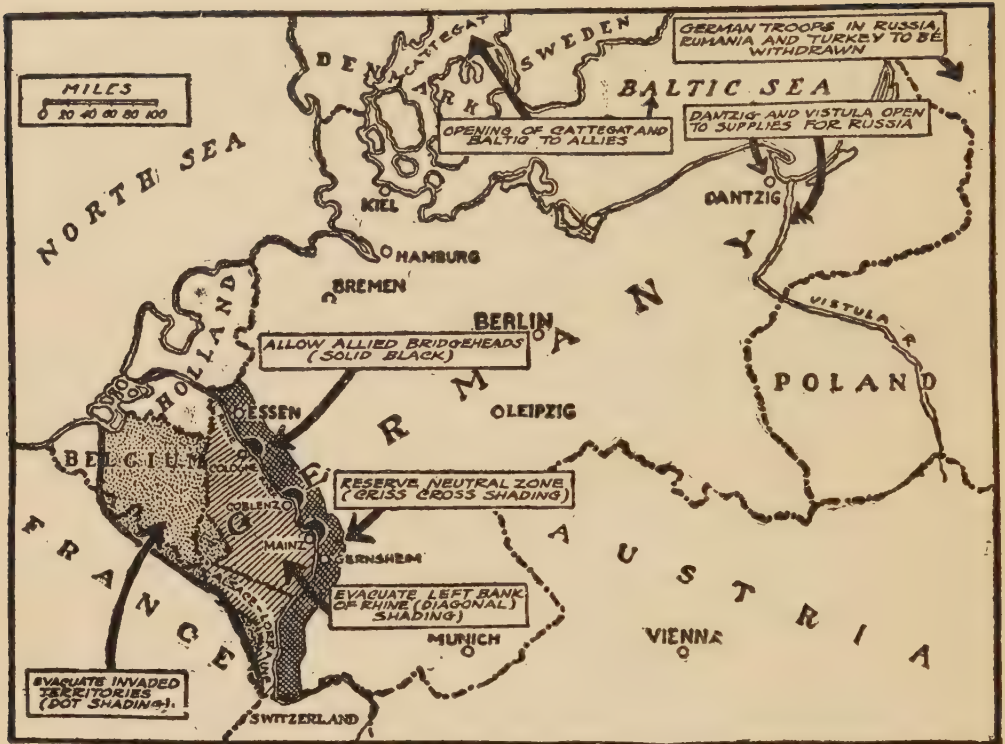 GERMAN TROOPS IN RUSSIA,
RUMANIA AND TURKEY TO BE
WITHDRAWN
CATTEGAT
SWEDEN
DENMARK
MILES
0 20 40 60 80 100
BALTIC SEA
OPENING OF CATTEGAT AND
BALTIC TO ALLIES
DANTZIG AND VISTULA OPEN
TO SUPPLIES FOR RUSSIA
NORTH SEA
KIEL
DANTZIG
HAMBURG
BREMEN
HOLLAND
BERLIN
VISTULA R
ALLOW ALLIED BRIDGEHEADS
(SOLID BLACK)
GERMANY
POLAND
ESSEN
LEIPZIG
BELGIUM
COLOGNE
RESERVE NEUTRAL ZONE
(CRISS CROSS SHADING)
COBLENZ
MAINZ
GERNSHEIM
FRANCE
AUSTRIA
ALSACE-LORRAINE
EVACUATE LEFT BANK
OF RHINE (DIAGONAL)
SHADING)
MUNICH
VIENNA
EVACUATE INVADED
TERRITORIES
(DOT SHADING).
SWITZERLAND